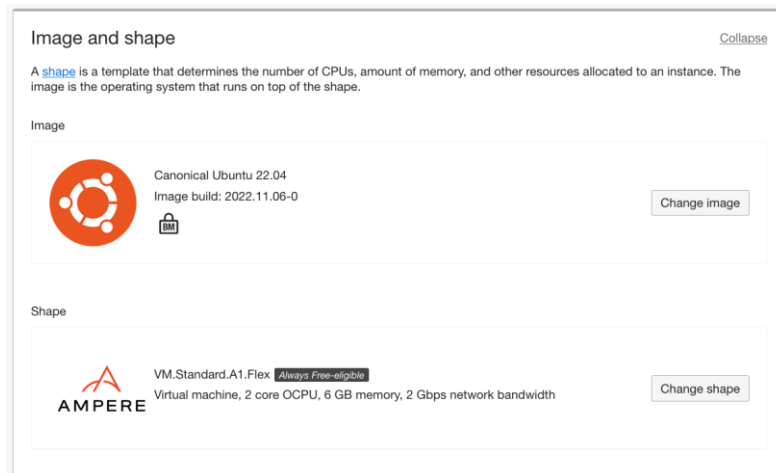 Image and shape
Collapse
A shape is a template that determines the number of CPUs, amount of memory, and other resources allocated to an instance. The
image is the operating system that runs on top of the shape.
Image
Canonical Ubuntu 22.04
Image build: 2022.11.06-0
BM
Change image
Shape
AMPERE
VM.Standard.A1.Flex Always Free-eligible
Virtual machine, 2 core OCPU, 6 GB memory, 2 Gbps network bandwidth
Change shape